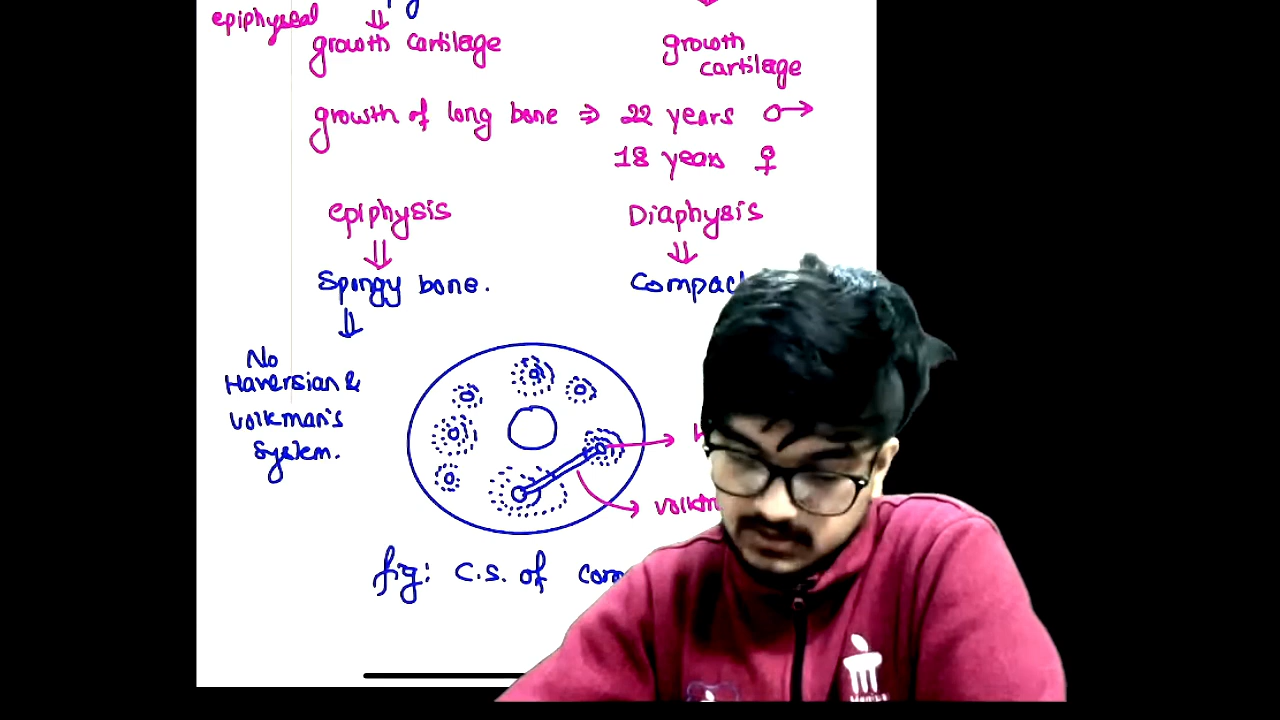 epiphyseal
growth cartilage
growth
cartilage
growth of long bone ⇒ 22 years ♂
18 years ♀
epiphysis
Diaphysis
Spongy bone.
No
Haversian &
volkman's
System.
fig: C.S. of